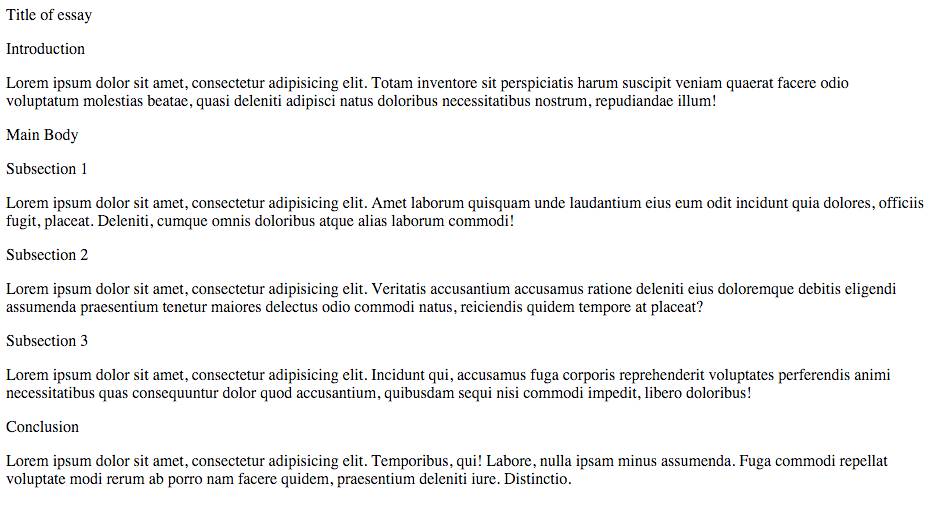 Title of essay
Introduction
Lorem ipsum dolor sit amet, consectetur adipisicing elit. Totam inventore sit perspiciatis harum suscipit veniam quaerat facere odio
voluptatum molestias beatae, quasi deleniti adipisci natus doloribus necessitatibus nostrum, repudiandae illum!
Main Body
Subsection 1
Lorem ipsum dolor sit amet, consectetur adipisicing elit. Amet laborum quisquam unde laudantium eius eum odit incidunt quia dolores, officiis
fugit, placeat. Deleniti, cumque omnis doloribus atque alias laborum commodi!
Subsection 2
Lorem ipsum dolor sit amet, consectetur adipisicing elit. Veritatis accusantium accusamus ratione deleniti eius doloremque debitis eligendi
assumenda praesentium tenetur maiores delectus odio commodi natus, reiciendis quidem tempore at placeat?
Subsection 3
Lorem ipsum dolor sit amet, consectetur adipisicing elit. Incidunt qui, accusamus fuga corporis reprehenderit voluptates perferendis animi
necessitatibus quas consequuntur dolor quod accusantium, quibusdam sequi nisi commodi impedit, libero doloribus!
Conclusion
Lorem ipsum dolor sit amet, consectetur adipisicing elit. Temporibus, qui! Labore, nulla ipsam minus assumenda. Fuga commodi repellat
voluptate modi rerum ab porro nam facere quidem, praesentium deleniti iure. Distinctio.